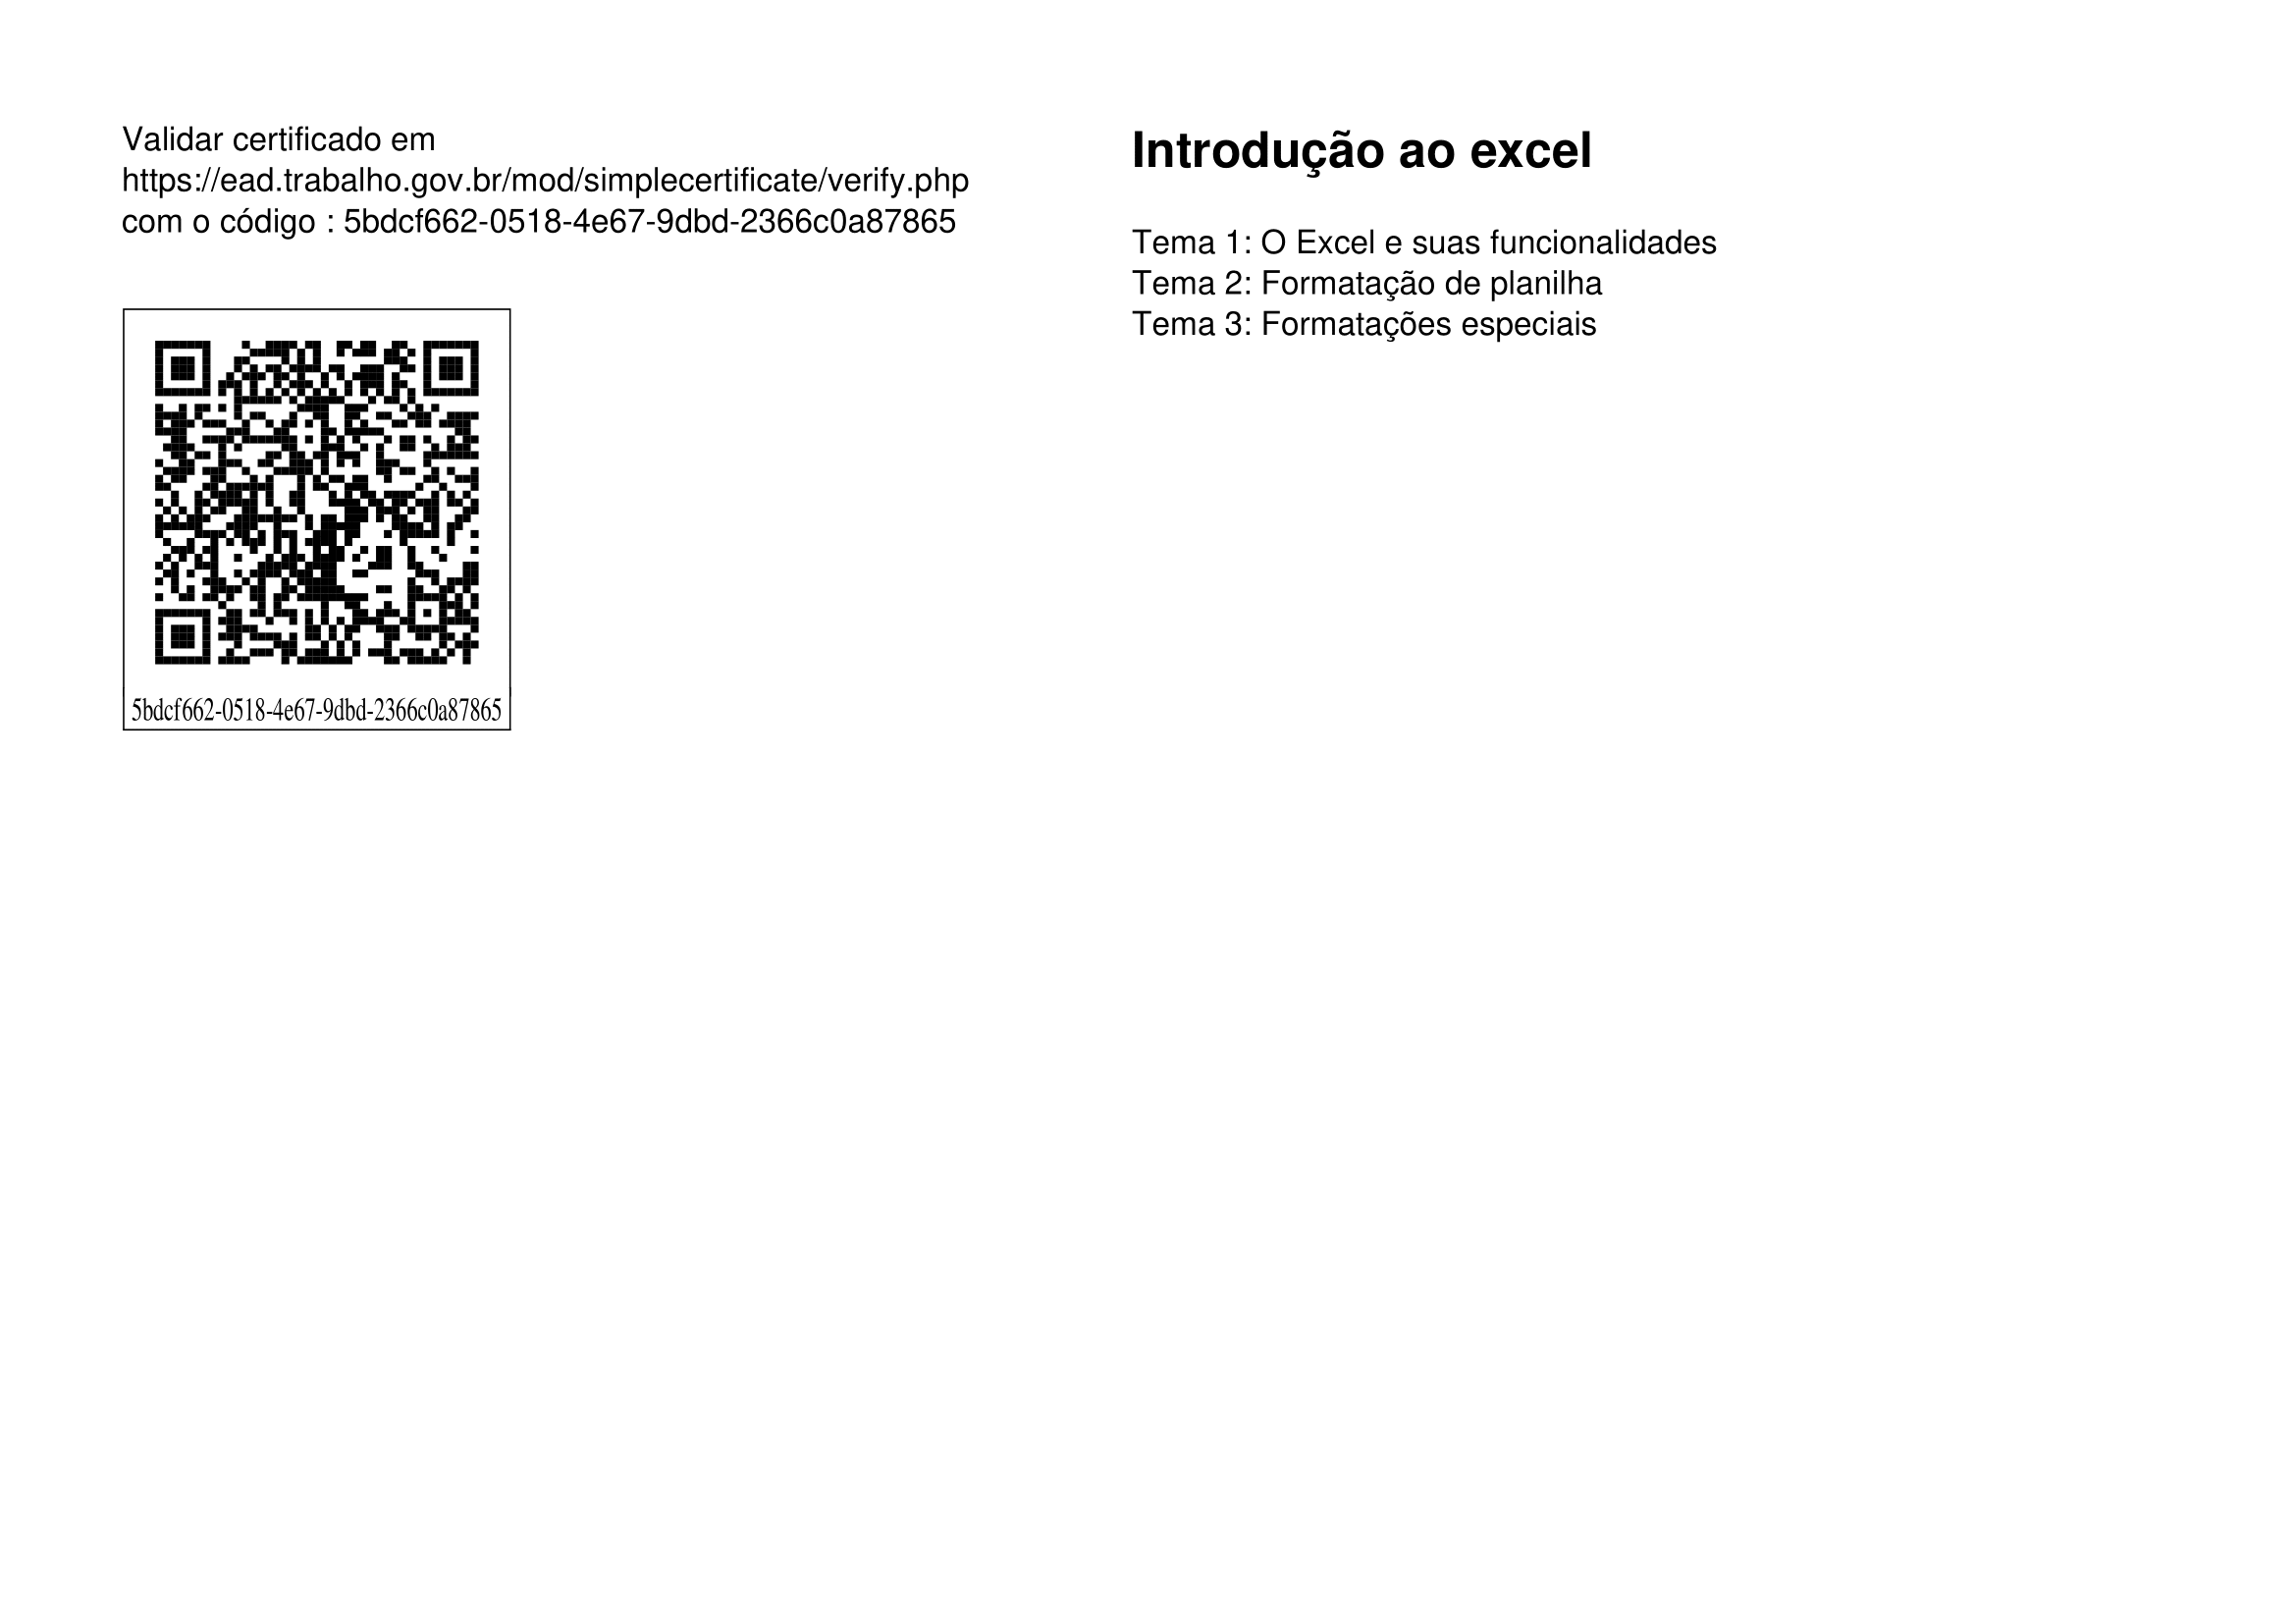 Validar certificado em
https://ead.trabalho.gov.br/mod/simplecertificate/verify.php
com o código : 5bdcf662-0518-4e67-9dbd-2366c0a87865
5bdcf662-0518-4e67-9dbd-2366c0a87865
Introdução ao excel
Tema 1: O Excel e suas funcionalidades
Tema 2: Formatação de planilha
Tema 3: Formatações especiais